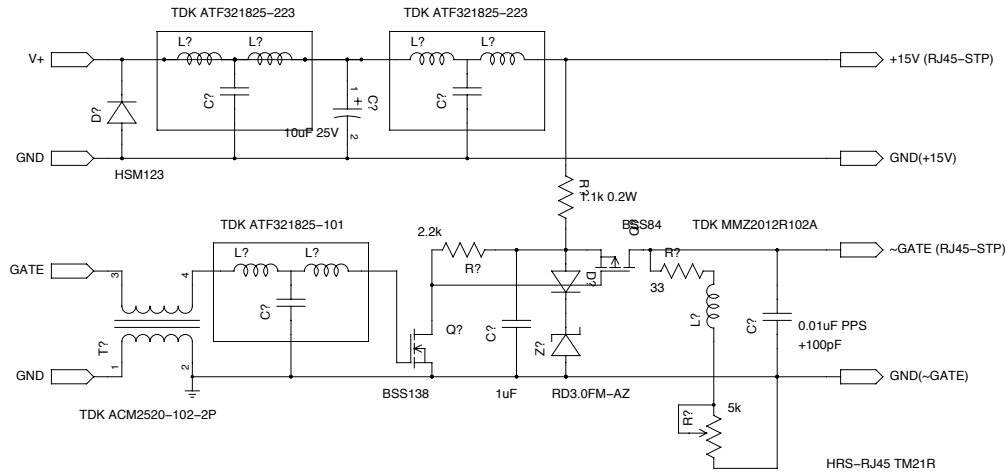 TDK ATF321825-223
TDK ATF321825-223
L?
L?
L?
L?
V+
+15V (RJ45-STP)
C?
C?
D?
1
+
C?
10uF 25V
2
GND
GND(+15V)
HSM123
R?
1.1k 0.2W
TDK ATF321825-101
2.2k
BSS84
Q?
TDK MMZ2012R102A
L?
L?
R?
R?
~GATE (RJ45-STP)
GATE
3
4
D?
33
C?
L?
C?
0.01uF PPS
+100pF
Q?
C?
Z?
T?
GND
1
2
GND(~GATE)
BSS138
1uF
RD3.0FM-AZ
TDK ACM2520-102-2P
R?
5k
HRS-RJ45 TM21R